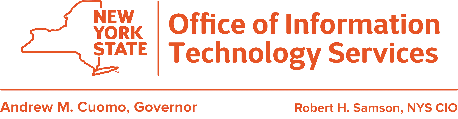 NEW YORK STATE
Office of Information
Technology Services
Andrew M. Cuomo, Governor
Robert H. Samson, NYS CIO